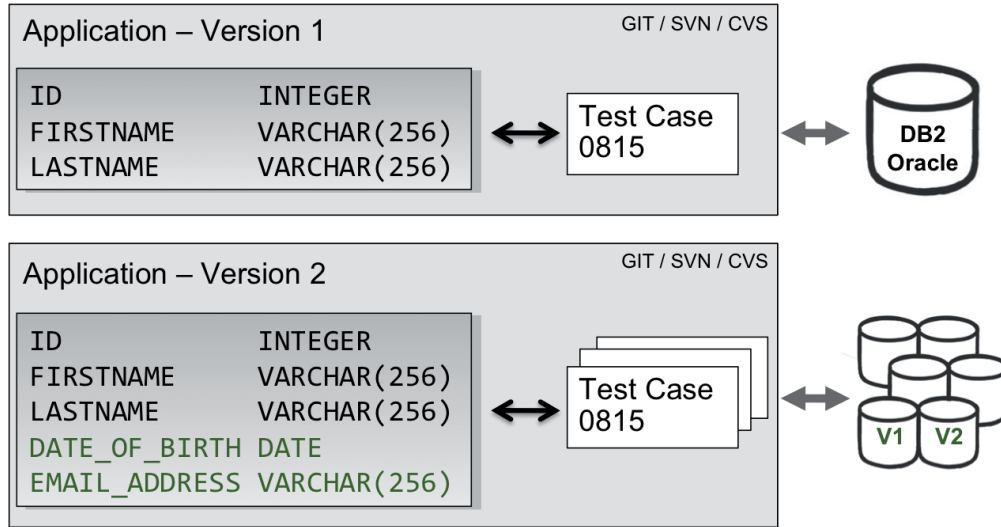 Application – Version 1
GIT / SVN / CVS
ID INTEGER
FIRSTNAME VARCHAR(256)
LASTNAME VARCHAR(256)
Test Case
0815
DB2
Oracle
Application – Version 2
GIT / SVN / CVS
ID INTEGER
FIRSTNAME VARCHAR(256)
LASTNAME VARCHAR(256)
DATE_OF_BIRTH DATE
EMAIL_ADDRESS VARCHAR(256)
Test Case
0815
V1 V2